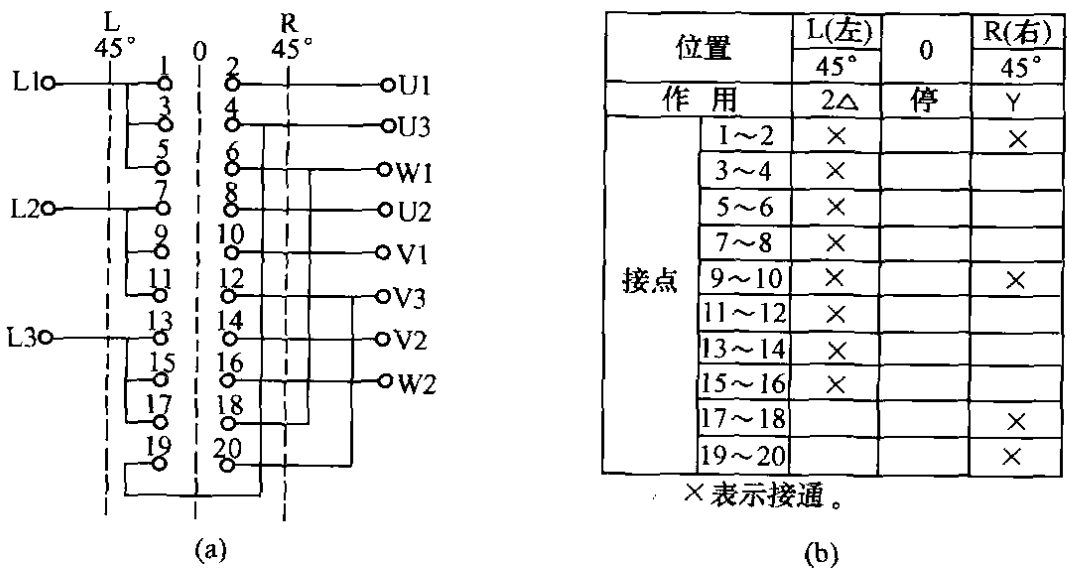 L
R
45°
0
45°
L1
1
2
U1
3
4
U3
5
6
W1
L2
7
8
U2
9
10
V1
11
12
V3
L3
13
14
V2
15
16
W2
17
18
19
20
(a)
位置 L(左) 0 R(右)
45° 45°
作 用 2△ 停 Y
接点
1～2 × ×
3～4 ×
5～6 ×
7～8 ×
9～10 × ×
11～12 ×
13～14 ×
15～16 ×
17～18 ×
19～20 ×
×表示接通。
(b)